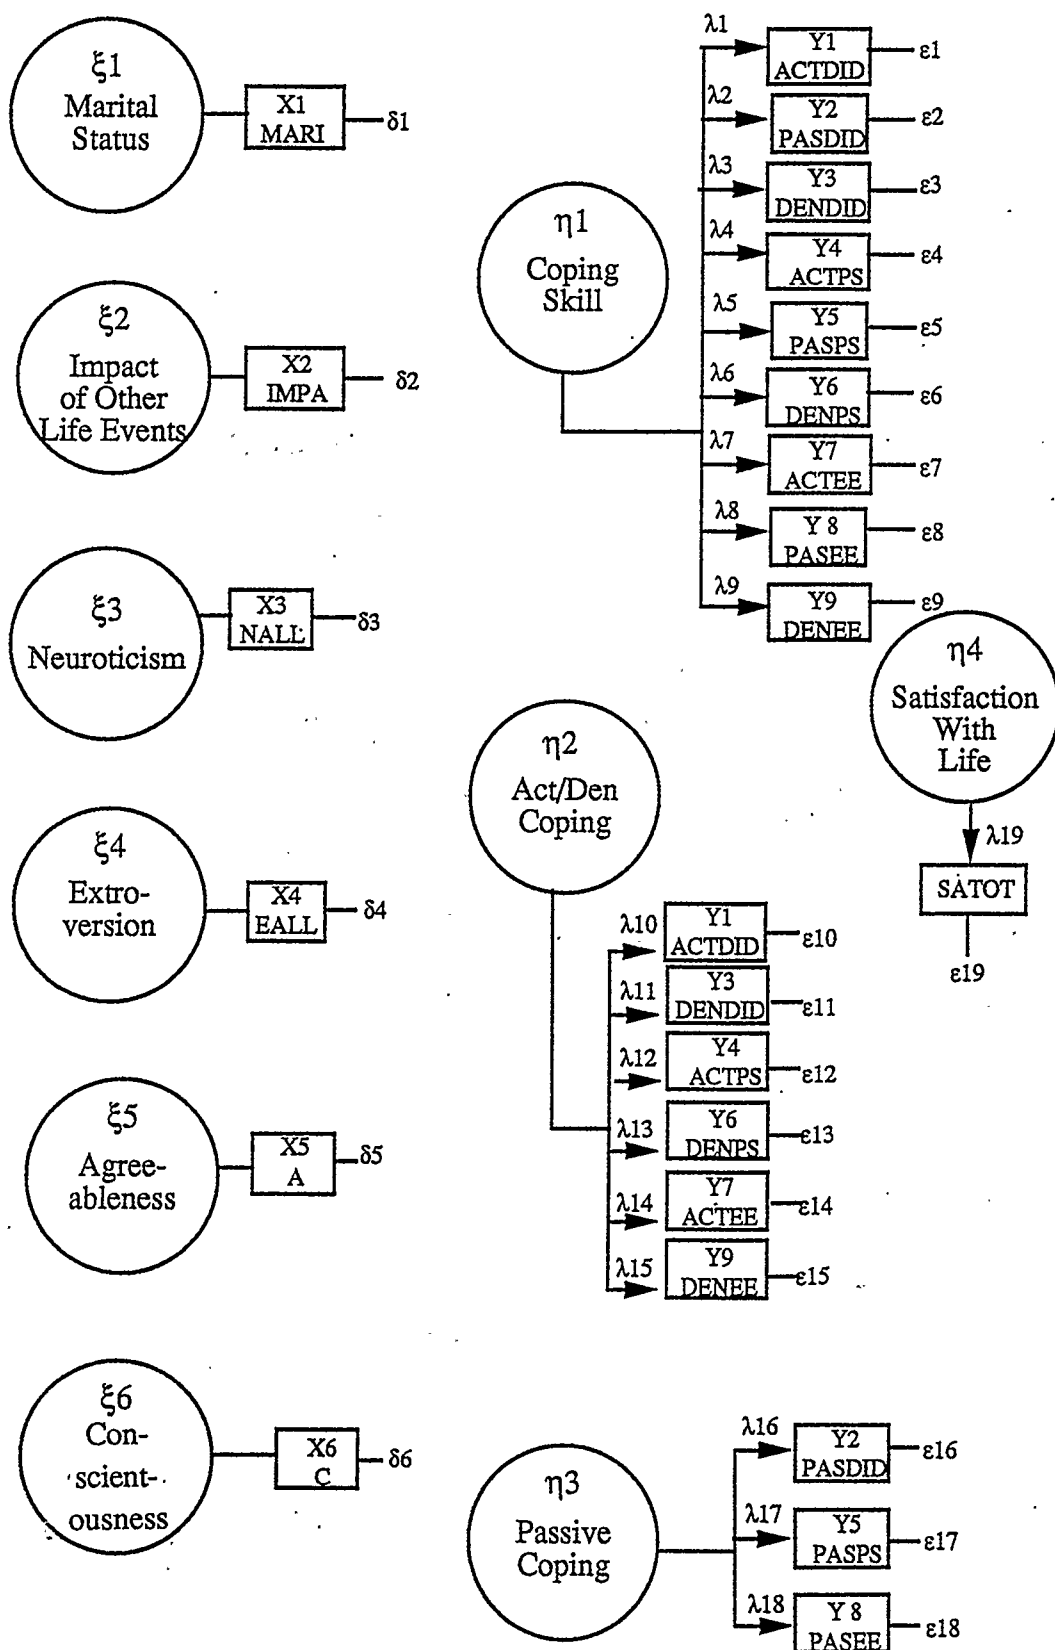 ξ1
Marital
Status
X1
MARI
δ1
ξ2
Impact
of Other
Life Events
X2
IMPA
δ2
ξ3
Neuroticism
X3
NALL
δ3
ξ4
Extro-
version
X4
EALL
δ4
ξ5
Agree-
ableness
X5
A
δ5
ξ6
Con-
scient-
ousness
X6
C
δ6
η1
Coping
Skill
λ1
Y1
ACTDID
ε1
λ2
Y2
PASDID
ε2
λ3
Y3
DENDID
ε3
λ4
Y4
ACTPS
ε4
λ5
Y5
PASPS
ε5
λ6
Y6
DENPS
ε6
λ7
Y7
ACTEE
ε7
λ8
Y 8
PASEE
ε8
λ9
Y9
DENEE
ε9
η2
Act/Den
Coping
λ10
Y1
ACTDID
ε10
λ11
Y3
DENDID
ε11
λ12
Y4
ACTPS
ε12
λ13
Y6
DENPS
ε13
λ14
Y7
ACTEE
ε14
λ15
Y9
DENEE
ε15
η3
Passive
Coping
λ16
Y2
PASDID
ε16
λ17
Y5
PASPS
ε17
λ18
Y 8
PASEE
ε18
η4
Satisfaction
With
Life
λ19
SATOT
ε19